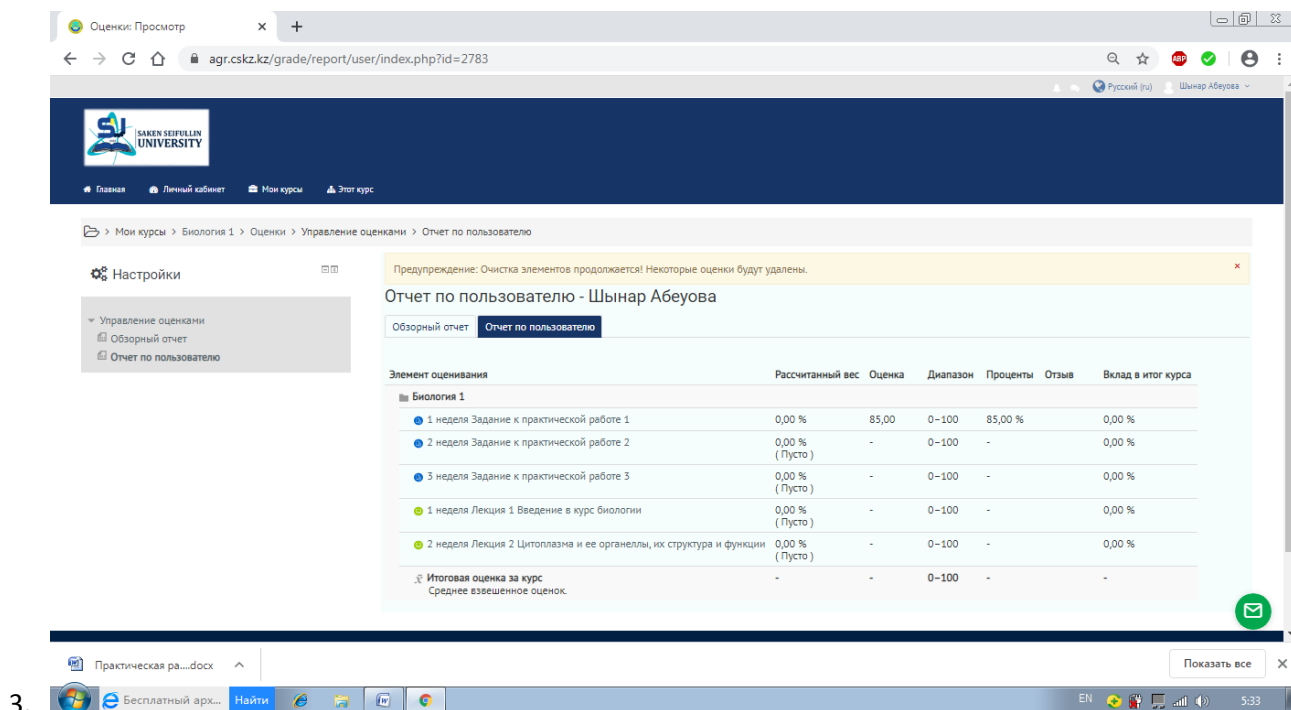 Оценки: Просмотр
agr.cskz.kz/grade/report/user/index.php?id=2783
ABP
Русский (ru) Шынар Абеуова
SU SAKEN SEIFULLIN
UNIVERSITY
Главная Личный кабинет Мои курсы Этот курс
> Мои курсы > Биология 1 > Оценки > Управление оценками > Отчет по пользователю
Настройки
Предупреждение: Очистка элементов продолжается! Некоторые оценки будут удалены. ×
Отчет по пользователю - Шынар Абеуова
Управление оценками
Обзорный отчет
Отчет по пользователю
Обзорный отчет Отчет по пользователю
Элемент оценивания Рассчитанный вес Оценка Диапазон Проценты Отзыв Вклад в итог курса
Биология 1
1 неделя Задание к практической работе 1 0,00 % 85,00 0–100 85,00 % 0,00 %
2 неделя Задание к практической работе 2 0,00 % - 0–100 - 0,00 %
( Пусто )
3 неделя Задание к практической работе 3 0,00 % - 0–100 - 0,00 %
( Пусто )
1 неделя Лекция 1 Введение в курс биологии 0,00 % - 0–100 - 0,00 %
( Пусто )
2 неделя Лекция 2 Цитоплазма и ее органеллы, их структура и функции 0,00 % - 0–100 - 0,00 %
( Пусто )
Итоговая оценка за курс - - 0–100 - -
Среднее взвешенное оценок.
Практическая ра....docx Показать все
3. Бесплатный арх... Найти EN 5:33